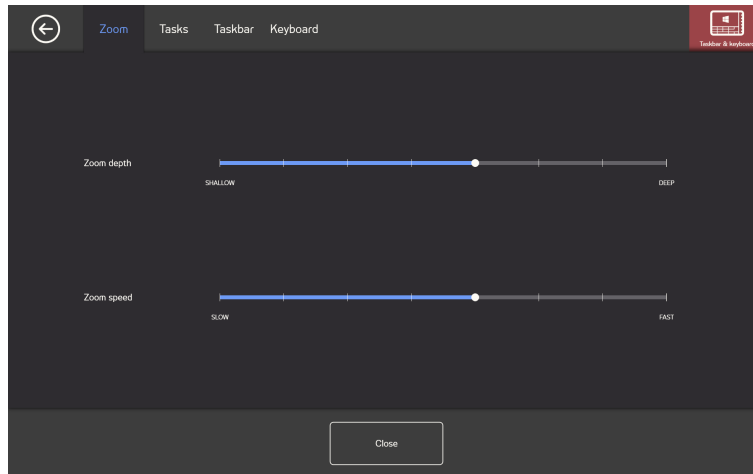 Zoom Tasks Taskbar Keyboard
Taskbar & keyboard
Zoom depth
SHALLOW DEEP
Zoom speed
SLOW FAST
Close